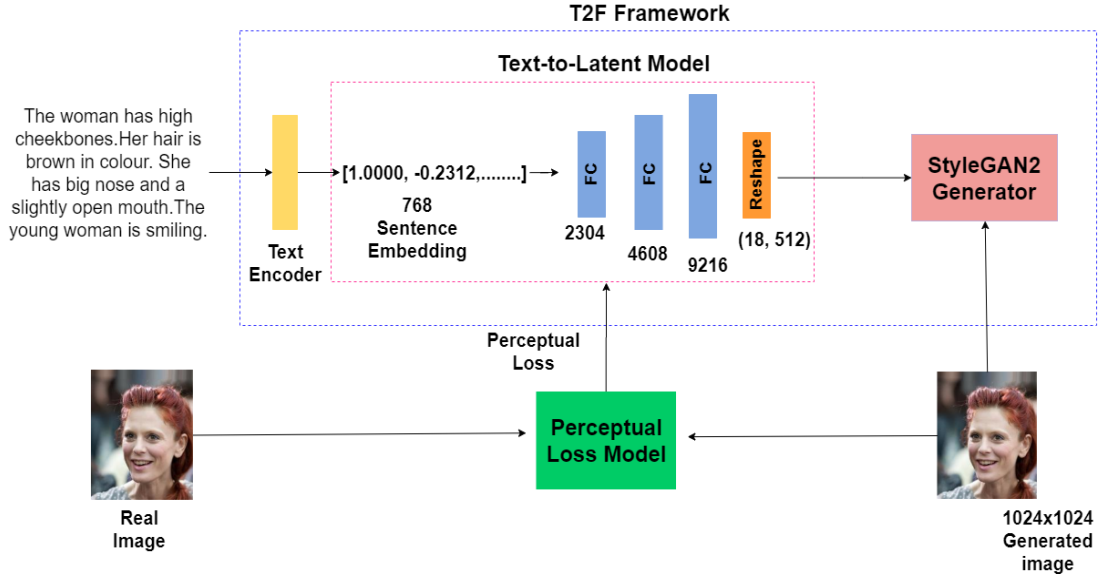 T2F Framework
Text-to-Latent Model
The woman has high
cheekbones.Her hair is
brown in colour. She
has big nose and a
slightly open mouth.The
young woman is smiling.
Text
Encoder
[1.0000, -0.2312,........]
768
Sentence
Embedding
FC
2304
FC
4608
FC
9216
Reshape
(18, 512)
StyleGAN2
Generator
Perceptual
Loss
Perceptual
Loss Model
Real
Image
1024x1024
Generated
image